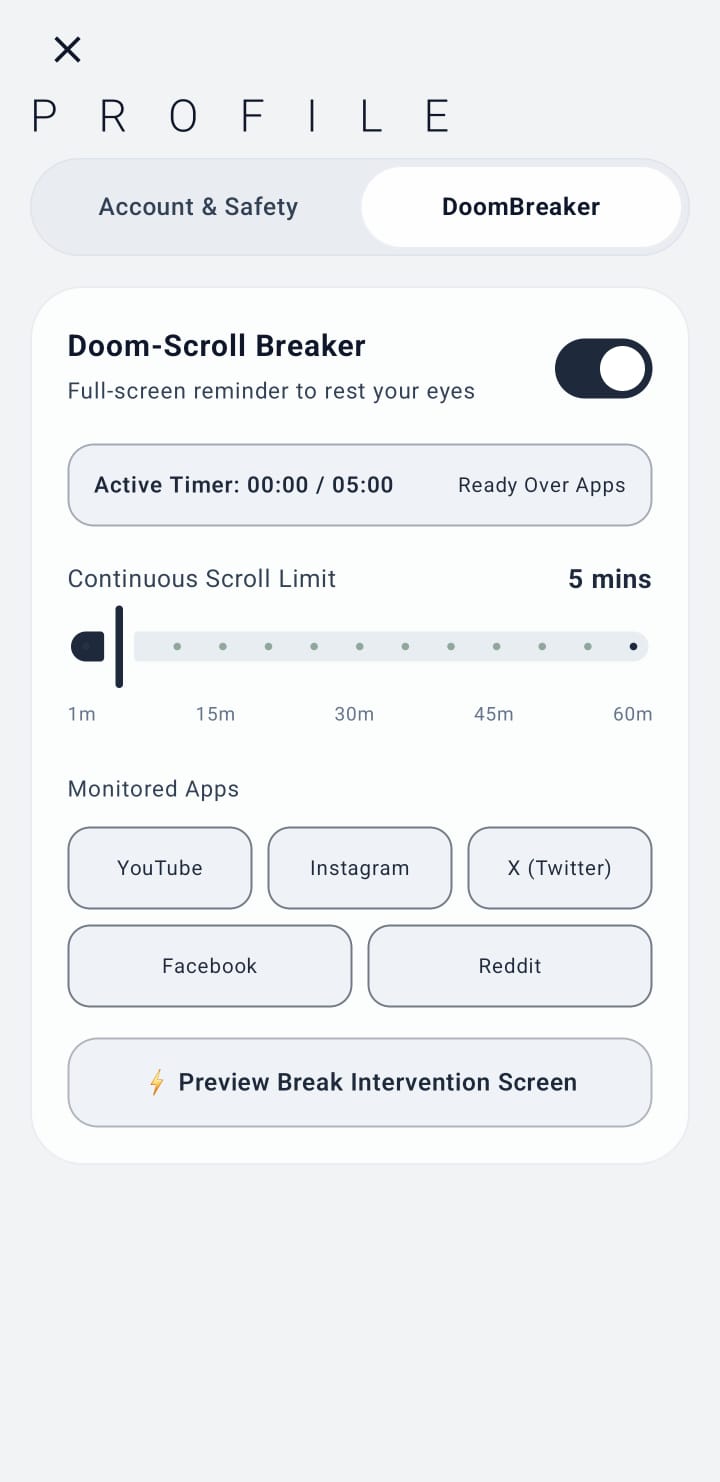 PROFILE
Account & Safety
DoomBreaker
Doom-Scroll Breaker
Full-screen reminder to rest your eyes
Active Timer: 00:00 / 05:00
Ready Over Apps
Continuous Scroll Limit
5 mins
1m 15m 30m 45m 60m
Monitored Apps
YouTube
Instagram
X (Twitter)
Facebook
Reddit
⚡ Preview Break Intervention Screen